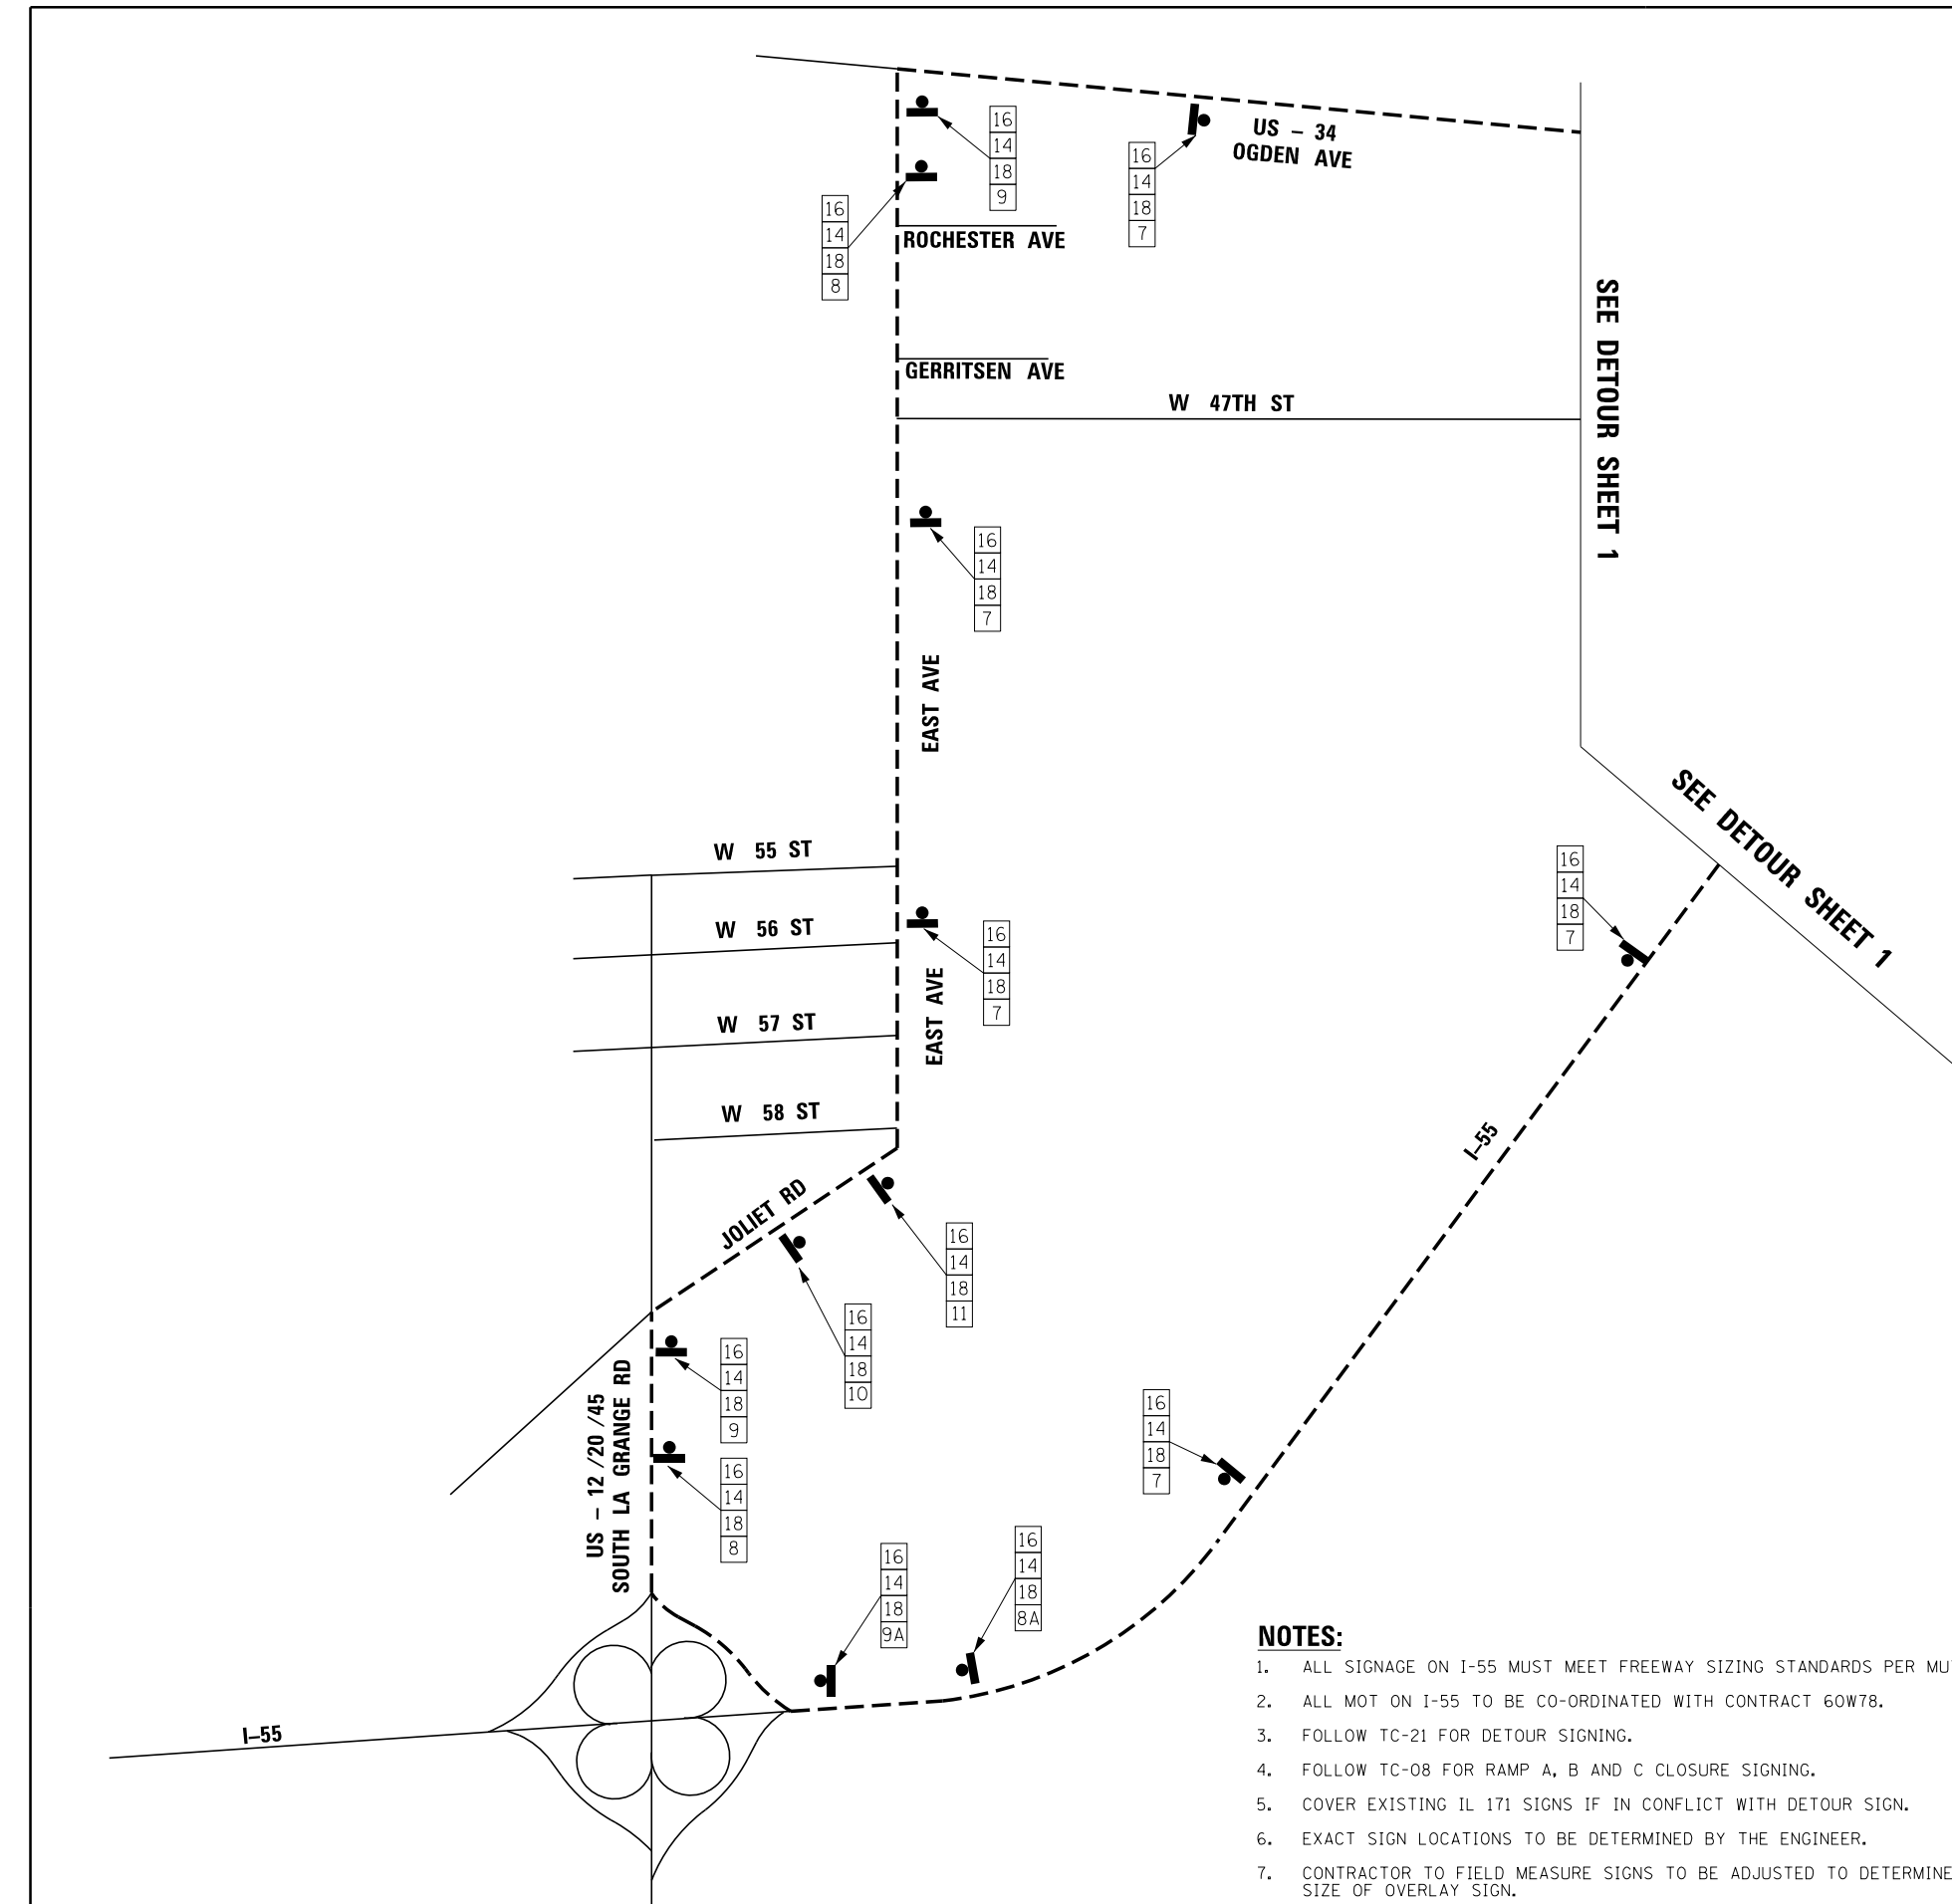 16
14
18
9
US - 34
OGDEN AVE
16
14
18
7
16
14
18
8
ROCHESTER AVE
SEE DETOUR SHEET 1
GERRITSEN AVE
W 47TH ST
16
14
18
7
EAST AVE
SEE DETOUR SHEET 1
W 55 ST
16
14
18
7
W 56 ST
16
14
18
7
EAST AVE
W 57 ST
W 58 ST
I-55
JOLIET RD
16
14
18
11
16
14
18
10
16
14
18
9
US - 12 /20 /45
SOUTH LA GRANGE RD
16
14
18
7
16
14
18
8
16
14
18
9A
16
14
18
8A
I-55
NOTES:
1. ALL SIGNAGE ON I-55 MUST MEET FREEWAY SIZING STANDARDS PER MU
2. ALL MOT ON I-55 TO BE CO-ORDINATED WITH CONTRACT 60W78.
3. FOLLOW TC-21 FOR DETOUR SIGNING.
4. FOLLOW TC-08 FOR RAMP A, B AND C CLOSURE SIGNING.
5. COVER EXISTING IL 171 SIGNS IF IN CONFLICT WITH DETOUR SIGN.
6. EXACT SIGN LOCATIONS TO BE DETERMINED BY THE ENGINEER.
7. CONTRACTOR TO FIELD MEASURE SIGNS TO BE ADJUSTED TO DETERMINE
SIZE OF OVERLAY SIGN.